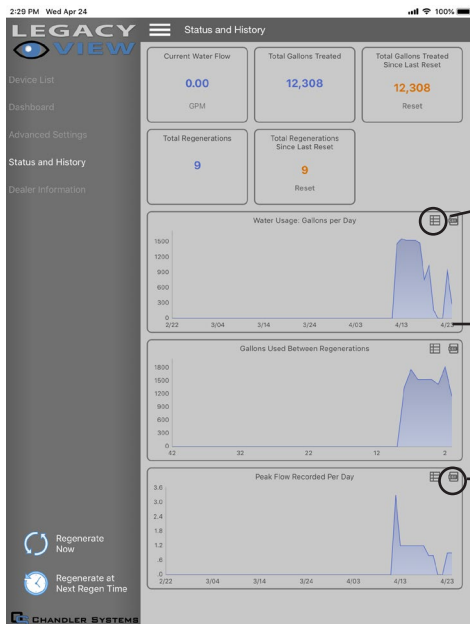 2:29 PM Wed Apr 24
100%
LEGACY
VIEW
Device List
Dashboard
Advanced Settings
Status and History
Dealer Information
Regenerate
Now
Regenerate at
Next Regen Time
CHANDLER SYSTEMS
Status and History
Current Water Flow
0.00
GPM
Total Gallons Treated
12,308
Total Gallons Treated
Since Last Reset
12,308
Reset
Total Regenerations
9
Total Regenerations
Since Last Reset
9
Reset
Water Usage: Gallons per Day
1500
1200
900
600
300
0
2/22 3/04 3/14 3/24 4/03 4/13 4/23
Gallons Used Between Regenerations
1800
1500
1200
900
600
300
0
42 32 22 12 2
Peak Flow Recorded Per Day
3.6
3.0
2.4
1.8
1.2
.6
0
2/22 3/04 3/14 3/24 4/03 4/13 4/23